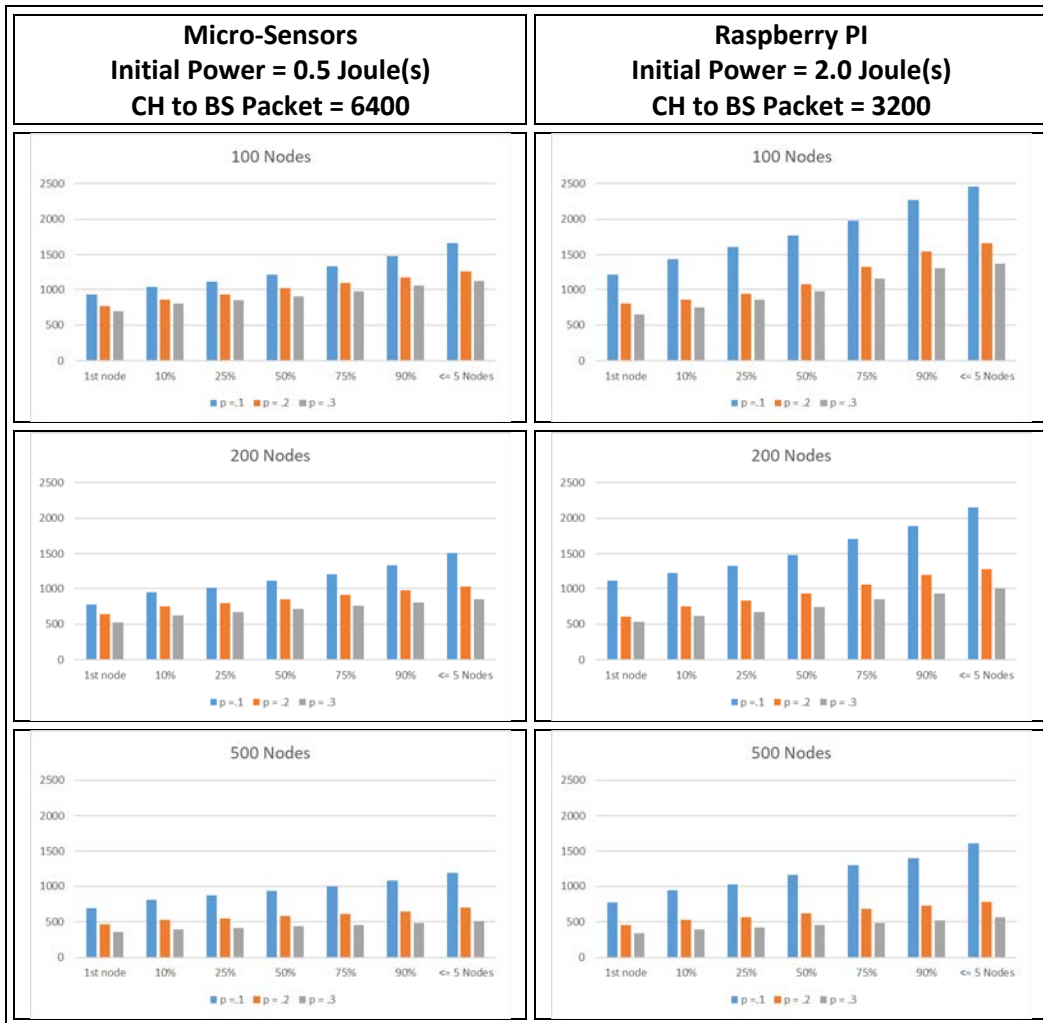 Micro-Sensors
Initial Power = 0.5 Joule(s)
CH to BS Packet = 6400
Raspberry PI
Initial Power = 2.0 Joule(s)
CH to BS Packet = 3200
100 Nodes
2500
2000
1500
1000
500
0
1st node 10% 25% 50% 75% 90% <= 5 Nodes
p =.1 p = .2 p = .3
100 Nodes
2500
2000
1500
1000
500
0
1st node 10% 25% 50% 75% 90% <= 5 Nodes
p =.1 p = .2 p = .3
200 Nodes
2500
2000
1500
1000
500
0
1st node 10% 25% 50% 75% 90% <= 5 Nodes
p =.1 p = .2 p = .3
200 Nodes
2500
2000
1500
1000
500
0
1st node 10% 25% 50% 75% 90% <= 5 Nodes
p =.1 p = .2 p = .3
500 Nodes
2500
2000
1500
1000
500
0
1st node 10% 25% 50% 75% 90% <= 5 Nodes
p =.1 p = .2 p = .3
500 Nodes
2500
2000
1500
1000
500
0
1st node 10% 25% 50% 75% 90% <= 5 Nodes
p =.1 p = .2 p = .3